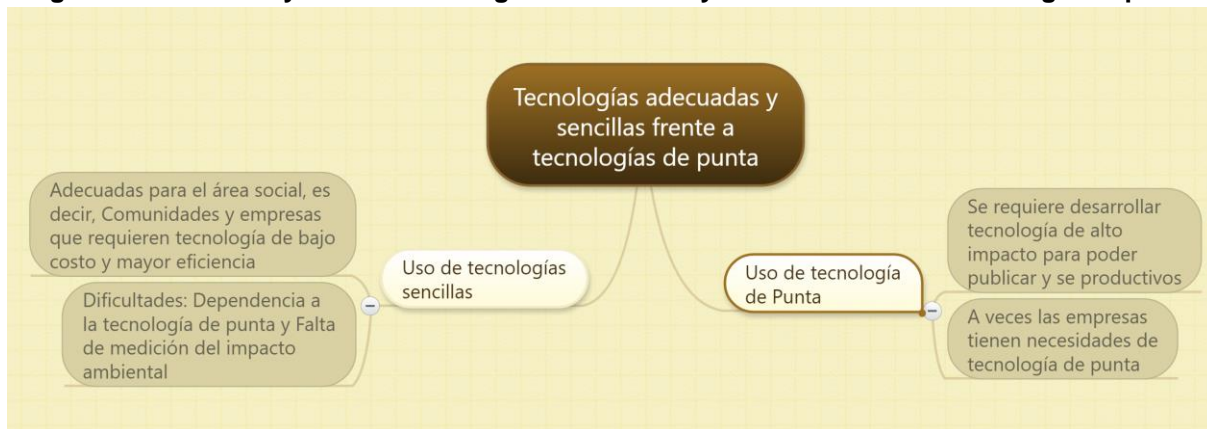 Tecnologías adecuadas y
sencillas frente a
tecnologías de punta
Adecuadas para el área social, es
decir, Comunidades y empresas
que requieren tecnología de bajo
costo y mayor eficiencia
Dificultades: Dependencia a
la tecnología de punta y Falta
de medición del impacto
ambiental
Uso de tecnologías
sencillas
Uso de tecnología
de Punta
Se requiere desarrollar
tecnología de alto
impacto para poder
publicar y se productivos
A veces las empresas
tienen necesidades de
tecnología de punta